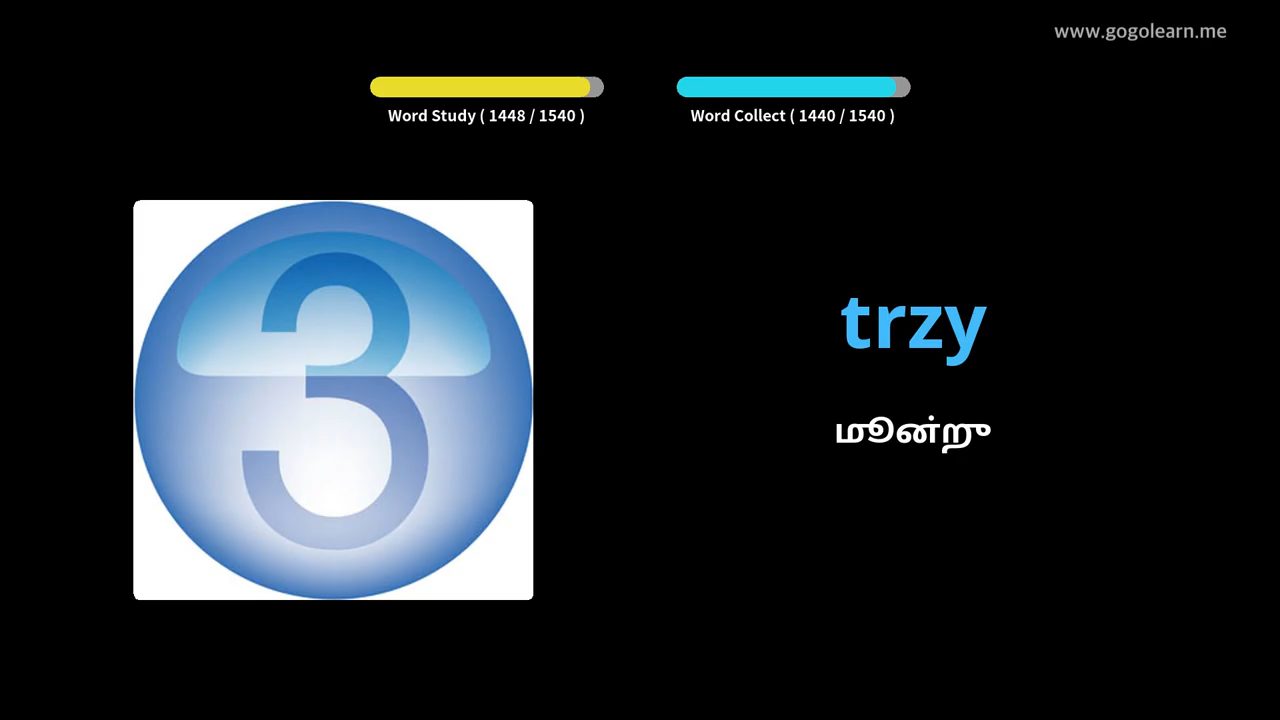 www.gogolearn.me
Word Study ( 1448 / 1540 )
Word Collect ( 1440 / 1540 )
3
trzy
மூன்று